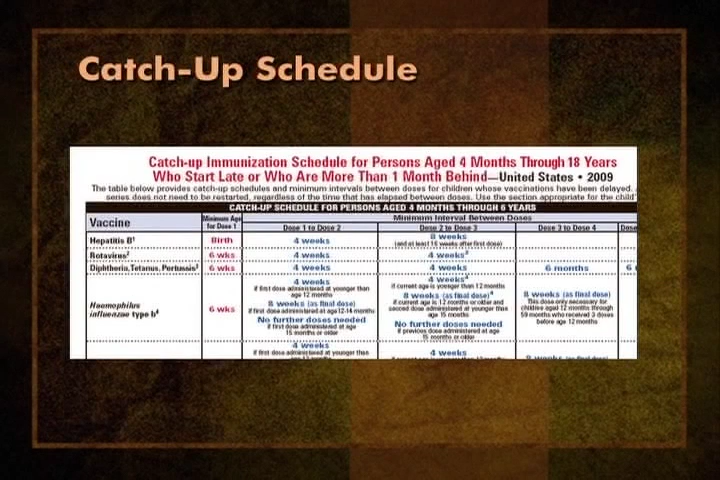 Catch-Up Schedule
Catch-up Immunization Schedule for Persons Aged 4 Months Through 18 Years
Who Start Late or Who Are More Than 1 Month Behind—United States • 2009
The table below provides catch-up schedules and minimum intervals between doses for children whose vaccinations have been delayed.
series does not need to be restarted, regardless of the time that has elapsed between doses. Use the section appropriate for the child'
CATCH-UP SCHEDULE FOR PERSONS AGED 4 MONTHS THROUGH 6 YEARS
Vaccine
Minimum Age
for Dose 1
Minimum Interval Between Doses
Dose 1 to Dose 2
Dose 2 to Dose 3
Dose 3 to Dose 4
Dose
Hepatitis B¹
Birth
4 weeks
8 weeks
(and at least 16 weeks after first dose)
Rotavirus²
6 wks
4 weeks
4 weeks²
Diphtheria, Tetanus, Pertussis³
6 wks
4 weeks
4 weeks
6 months
6
Haemophilus
influenzae type b⁴
6 wks
4 weeks
if first dose administered at younger than
age 12 months
8 weeks (as final dose)
if first dose administered at age 12-14 months
No further doses needed
if first dose administered at age
15 months or older
4 weeks⁴
if current age is younger than 12 months
8 weeks (as final dose)⁴
if current age is 12 months or older and
second dose administered at younger than
age 15 months
No further doses needed
if previous dose administered at age
15 months or older
8 weeks (as final dose)
This dose only necessary for
children aged 12 months through
59 months who received 3 doses
before age 12 months
4 weeks
if first dose administered at younger than
4 weeks
8 weeks (as final dose)